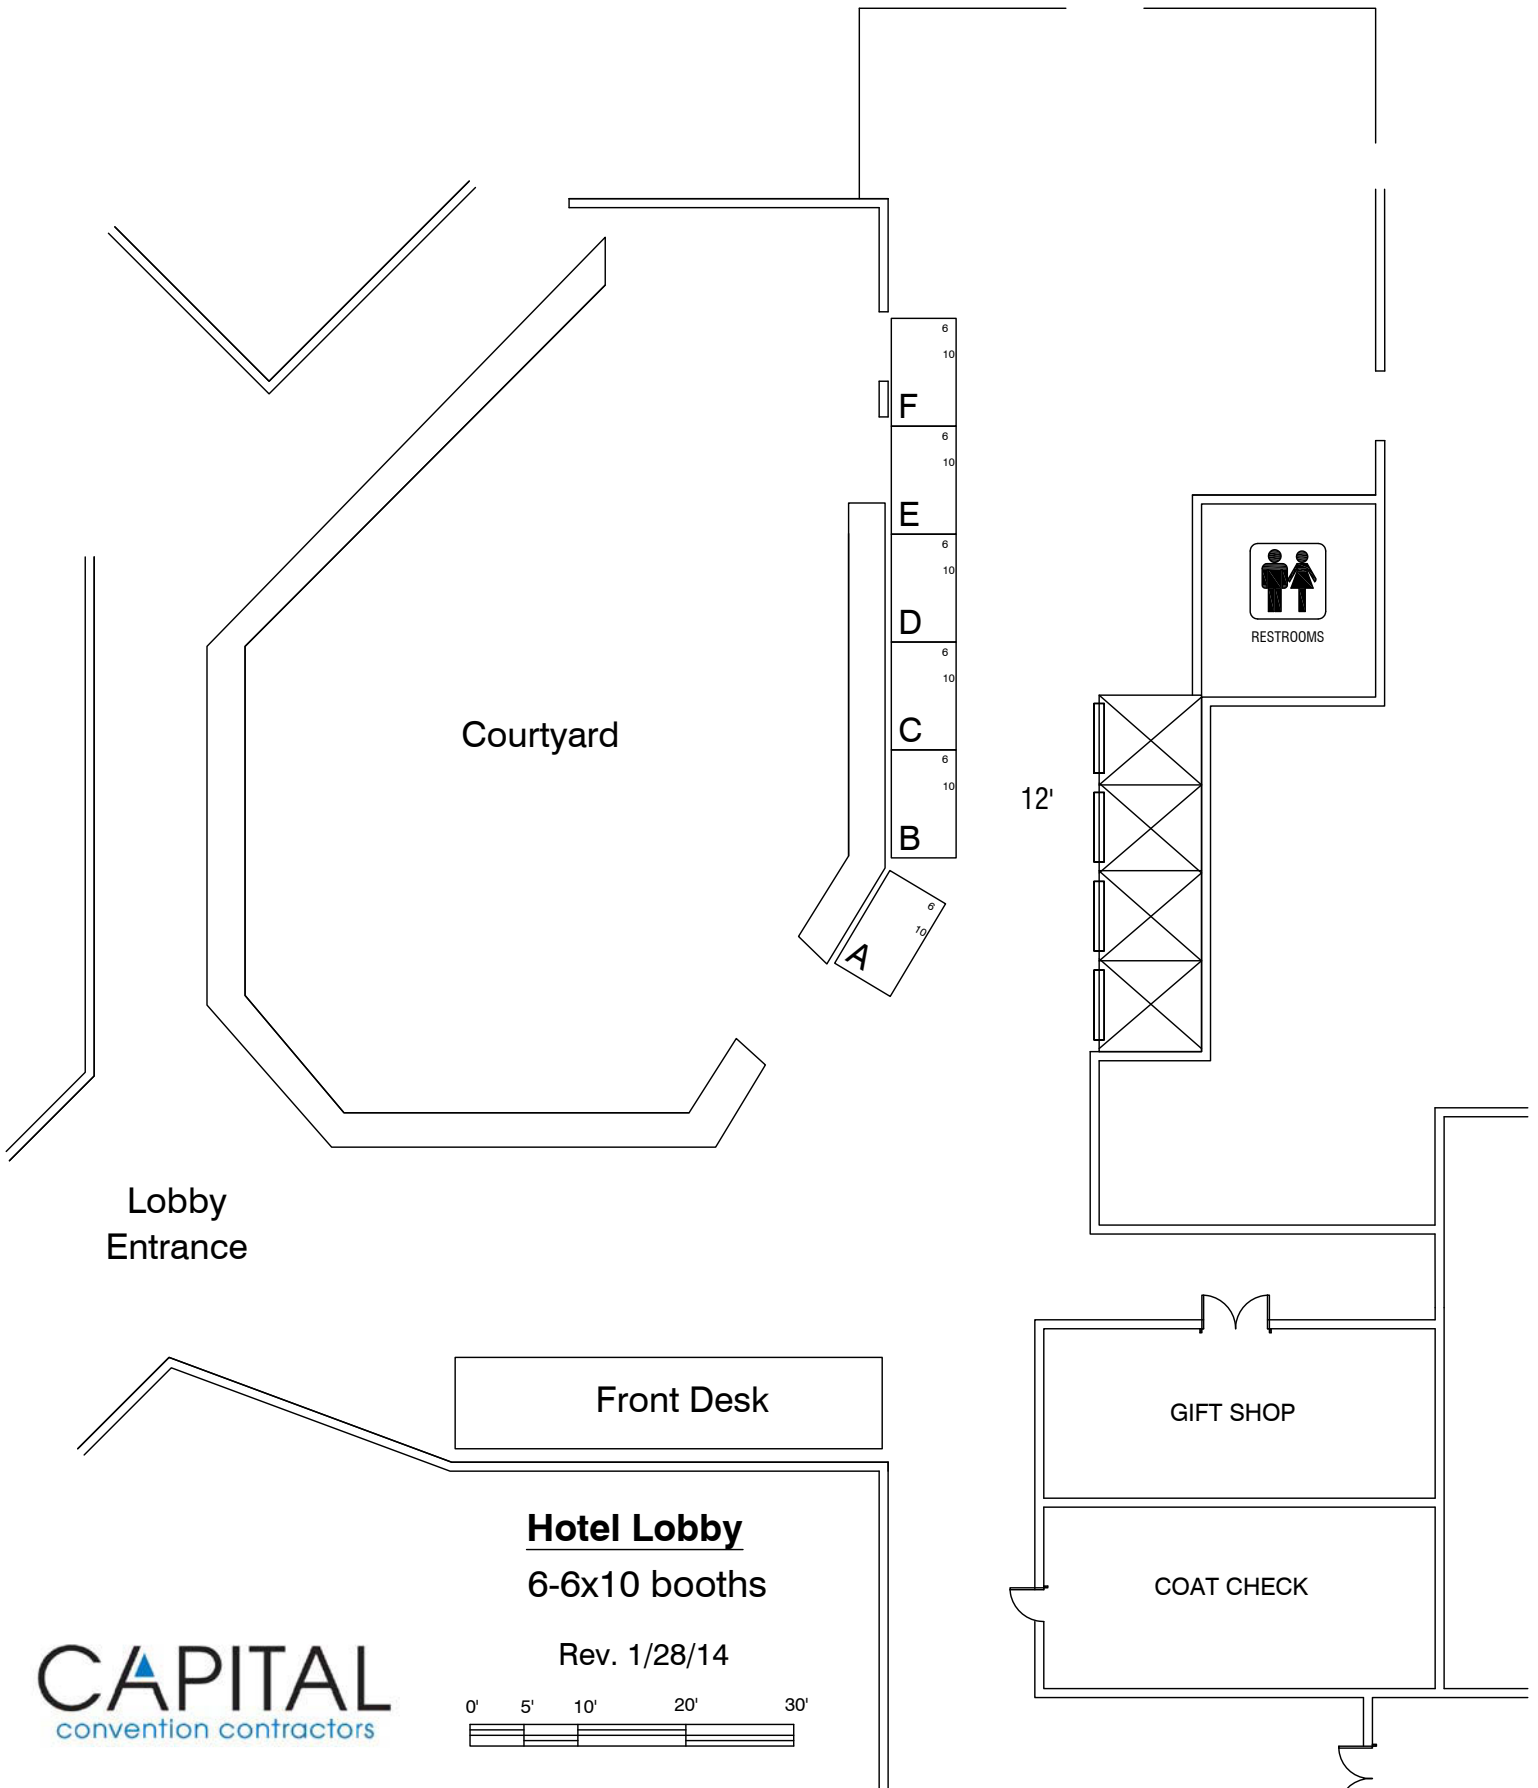 6
10
F
6
10
E
6
10
D
6
10
C
6
10
B
6
10
A
RESTROOMS
Courtyard
12'
Lobby
Entrance
Front Desk
GIFT SHOP
COAT CHECK
Hotel Lobby
6-6x10 booths
Rev. 1/28/14
0' 5' 10' 20' 30'
CAPITAL
convention contractors